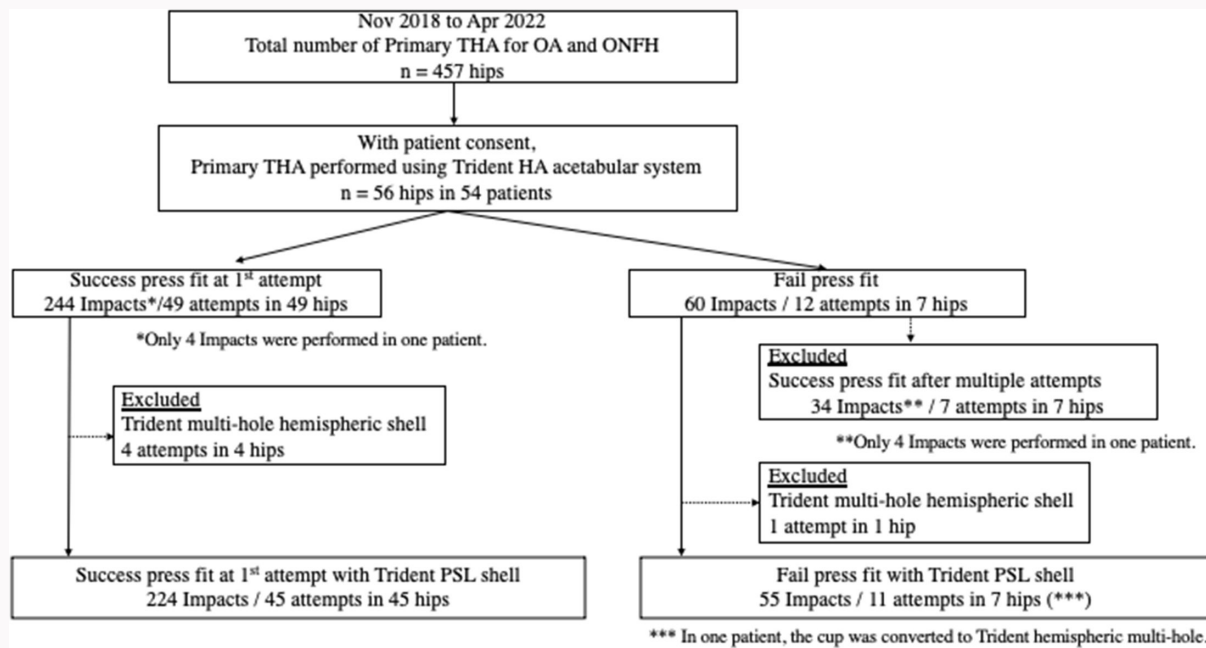 Nov 2018 to Apr 2022
Total number of Primary THA for OA and ONFH
n = 457 hips
With patient consent,
Primary THA performed using Trident HA acetabular system
n = 56 hips in 54 patients
Success press fit at 1st attempt
244 Impacts*/49 attempts in 49 hips
*Only 4 Impacts were performed in one patient.
Excluded
Trident multi-hole hemispheric shell
4 attempts in 4 hips
Success press fit at 1st attempt with Trident PSL shell
224 Impacts / 45 attempts in 45 hips
Fail press fit
60 Impacts / 12 attempts in 7 hips
Excluded
Success press fit after multiple attempts
34 Impacts** / 7 attempts in 7 hips
**Only 4 Impacts were performed in one patient.
Excluded
Trident multi-hole hemispheric shell
1 attempt in 1 hip
Fail press fit with Trident PSL shell
55 Impacts / 11 attempts in 7 hips (***)
*** In one patient, the cup was converted to Trident hemispheric multi-hole.